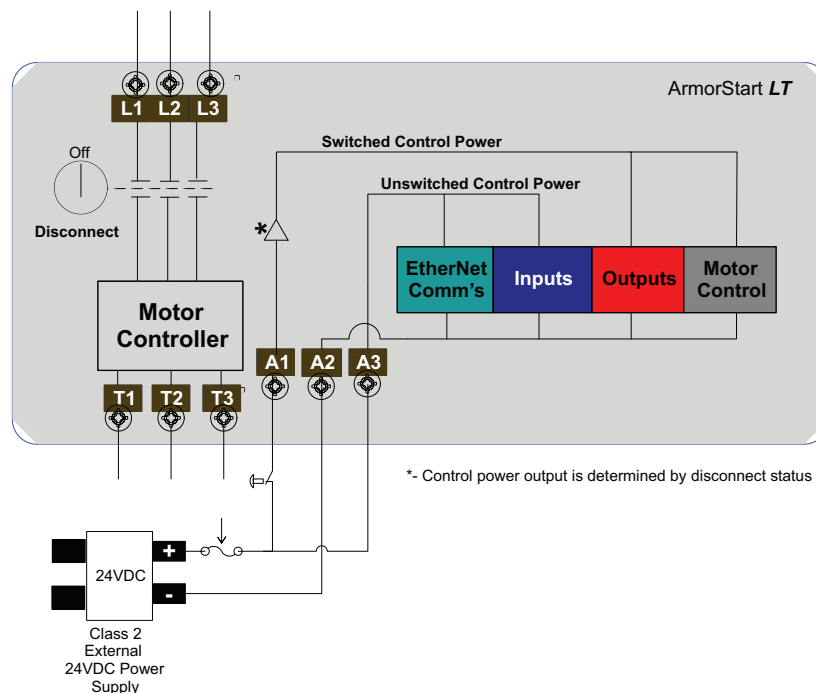 ArmorStart LT
L1 L2 L3
Off
Disconnect
Switched Control Power
Unswitched Control Power
*
EtherNet
Comm's
Inputs
Outputs
Motor
Control
Motor
Controller
A1 A2 A3
T1 T2 T3
*- Control power output is determined by disconnect status
+
24VDC
-
Class 2
External
24VDC Power
Supply